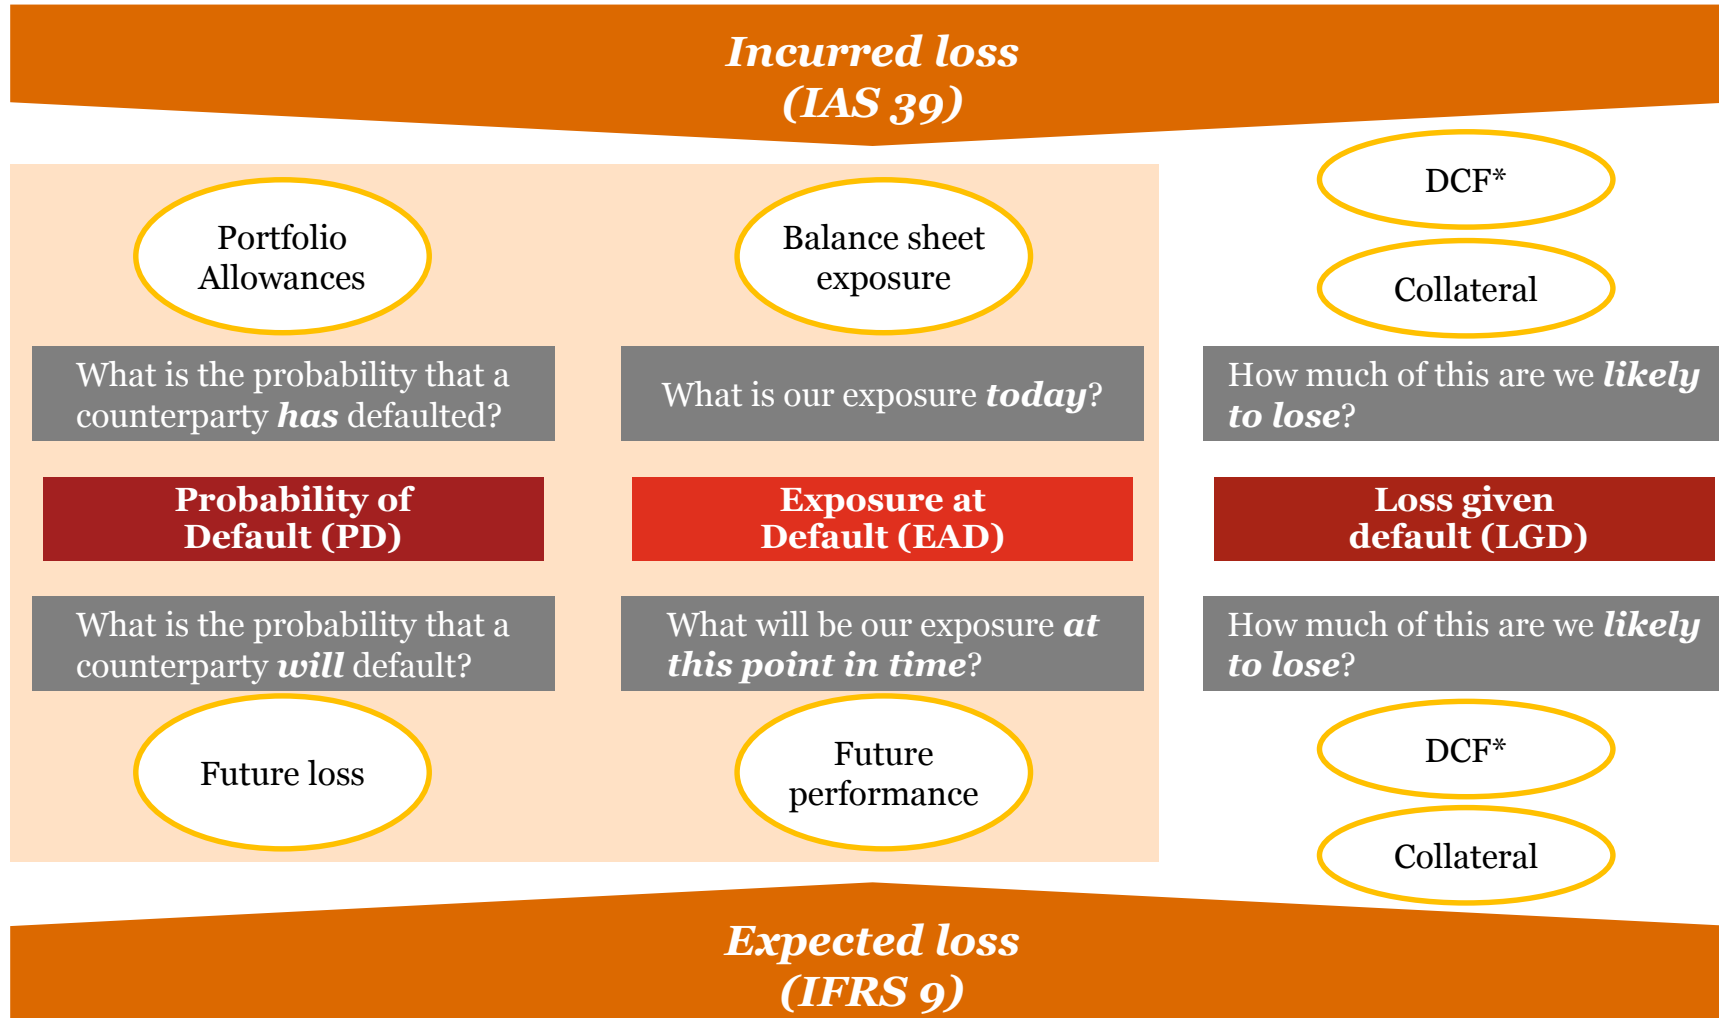 Incurred loss
(IAS 39)
Portfolio
Allowances
Balance sheet
exposure
DCF*
Collateral
What is the probability that a
counterparty has defaulted?
What is our exposure today?
How much of this are we likely
to lose?
Probability of
Default (PD)
Exposure at
Default (EAD)
Loss given
default (LGD)
What is the probability that a
counterparty will default?
What will be our exposure at
this point in time?
How much of this are we likely
to lose?
Future loss
Future
performance
DCF*
Collateral
Expected loss
(IFRS 9)